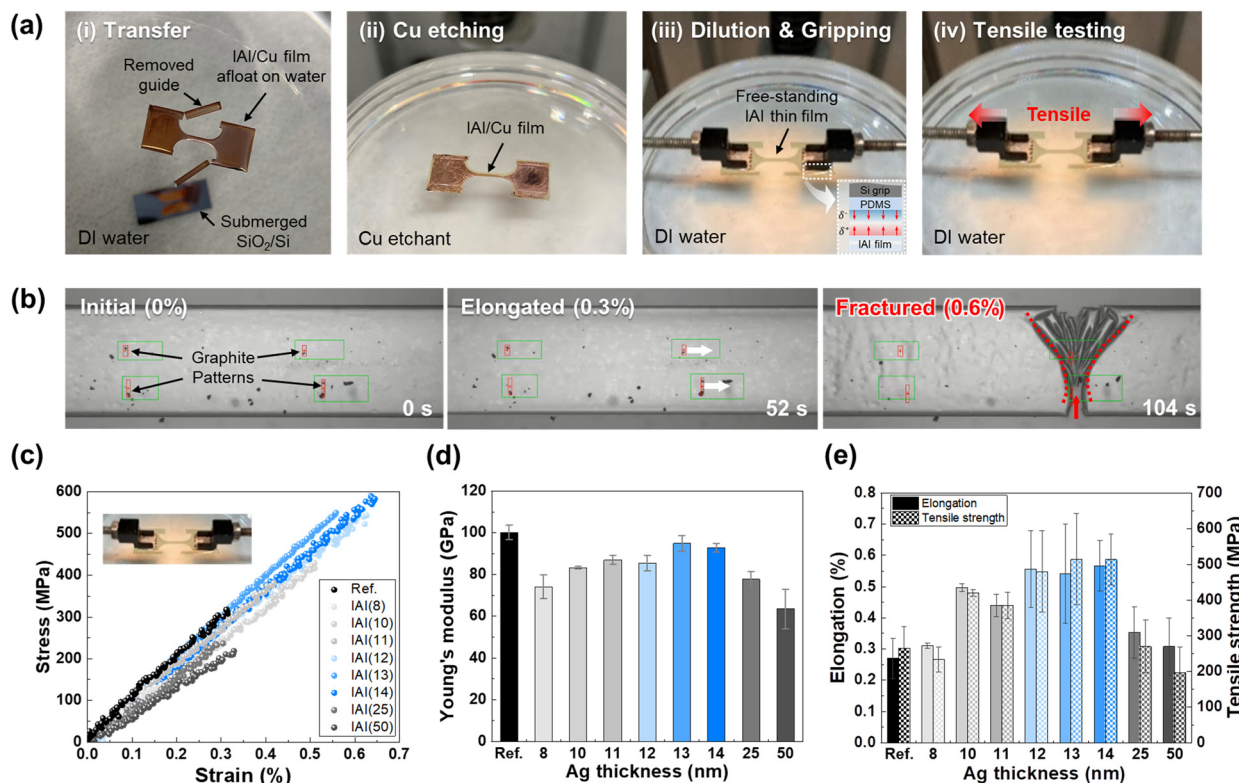 (a)
(i) Transfer
Removed
guide
IAI/Cu film
afloat on water
Submerged
SiO₂/Si
DI water
(ii) Cu etching
IAI/Cu film
Cu etchant
(iii) Dilution & Gripping
Free-standing
IAI thin film
Si grip
PDMS
δ⁻
δ⁺
IAI film
DI water
(iv) Tensile testing
Tensile
DI water
(b)
Initial (0%)
Graphite
Patterns
0 s
Elongated (0.3%)
52 s
Fractured (0.6%)
104 s
(c)
Stress (MPa)
600
500
400
300
200
100
0
0.0 0.1 0.2 0.3 0.4 0.5 0.6 0.7
Strain (%)
Ref.
IAI(8)
IAI(10)
IAI(11)
IAI(12)
IAI(13)
IAI(14)
IAI(25)
IAI(50)
(d)
Young's modulus (GPa)
120
100
80
60
40
20
0
Ref. 8 10 11 12 13 14 25 50
Ag thickness (nm)
(e)
Elongation (%)
0.8
0.7
0.6
0.5
0.4
0.3
0.2
0.1
0.0
Elongation
Tensile strength
700
600
500
400
300
200
100
0
Tensile strength (MPa)
Ref. 8 10 11 12 13 14 25 50
Ag thickness (nm)